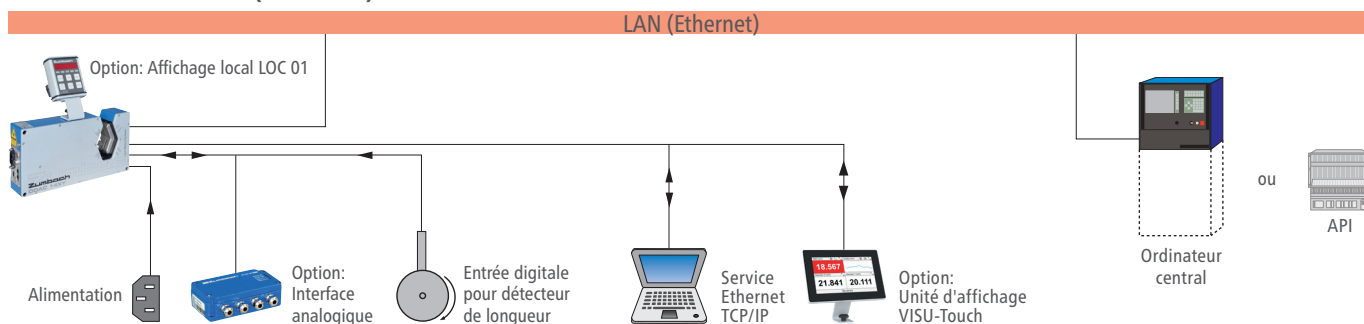 LAN (Ethernet)
Option: Affichage local LOC 01
Zumbach
Alimentation
Option:
Interface
analogique
Entrée digitale
pour détecteur
de longueur
Service
Ethernet
TCP/IP
18.567
21.841 20.111
Option:
Unité d'affichage
VISU-Touch
Ordinateur
central
ou
API